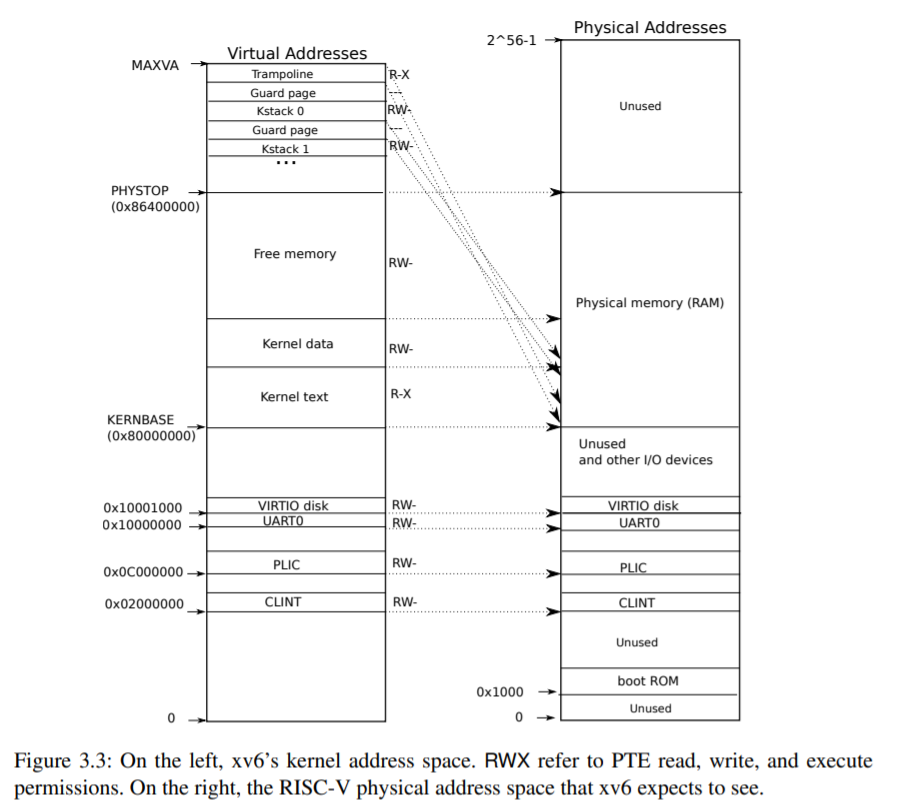 Virtual Addresses
MAXVA
Trampoline
R-X
Guard page
---
Kstack 0
RW-
Guard page
---
Kstack 1
RW-
...
PHYSTOP
(0x86400000)
Free memory
RW-
Kernel data
RW-
Kernel text
R-X
KERNBASE
(0x80000000)
0x10001000
VIRTIO disk
RW-
0x10000000
UART0
RW-
PLIC
RW-
0x0C000000
CLINT
RW-
0x02000000
0
Physical Addresses
2^56-1
Unused
Physical memory (RAM)
Unused
and other I/O devices
VIRTIO disk
UART0
PLIC
CLINT
Unused
boot ROM
0x1000
Unused
0
Figure 3.3: On the left, xv6's kernel address space. RWX refer to PTE read, write, and execute
permissions. On the right, the RISC-V physical address space that xv6 expects to see.